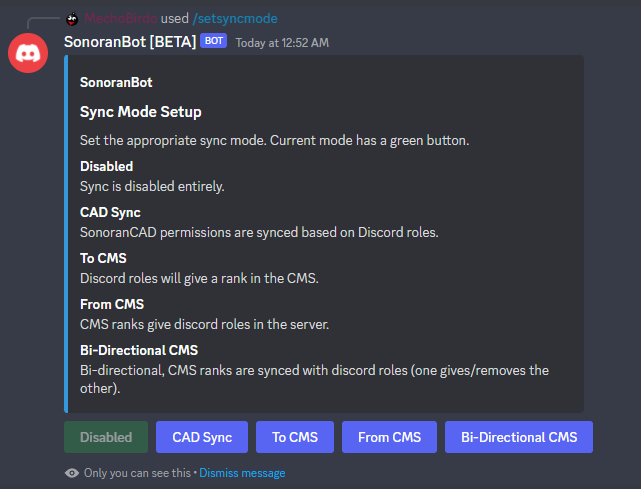 MechoBirdo used /setsyncmode
SonoranBot [BETA] BOT Today at 12:52 AM
SonoranBot
Sync Mode Setup
Set the appropriate sync mode. Current mode has a green button.
Disabled
Sync is disabled entirely.
CAD Sync
SonoranCAD permissions are synced based on Discord roles.
To CMS
Discord roles will give a rank in the CMS.
From CMS
CMS ranks give discord roles in the server.
Bi-Directional CMS
Bi-directional, CMS ranks are synced with discord roles (one gives/removes the
other).
Disabled CAD Sync To CMS From CMS Bi-Directional CMS
Only you can see this • Dismiss message